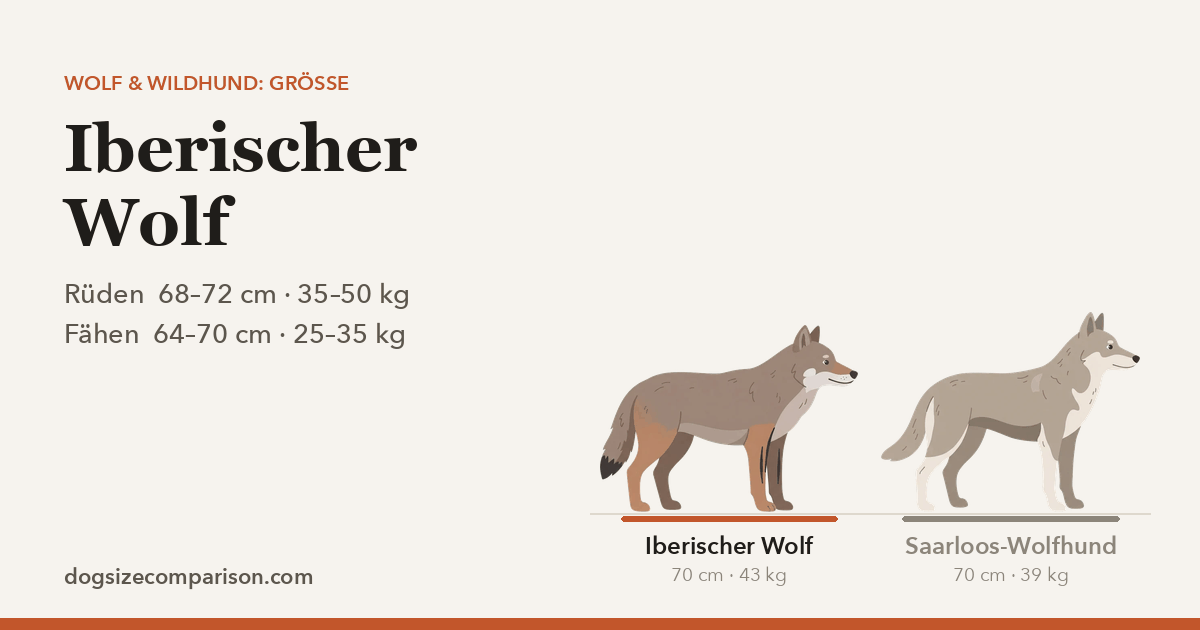 WOLF & WILDHUND: GRÖSSE
Iberischer
Wolf
Rüden 68–72 cm · 35–50 kg
Fähen 64–70 cm · 25–35 kg
Iberischer Wolf
70 cm · 43 kg
Saarloos-Wolfhund
70 cm · 39 kg
dogsizecomparison.com